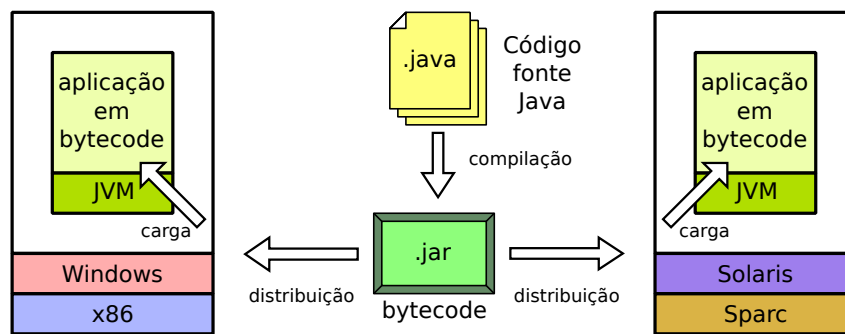 aplicação
em
bytecode
JVM
carga
Windows
x86
.java
Código
fonte
Java
compilação
.jar
bytecode
distribuição
distribuição
aplicação
em
bytecode
JVM
carga
Solaris
Sparc